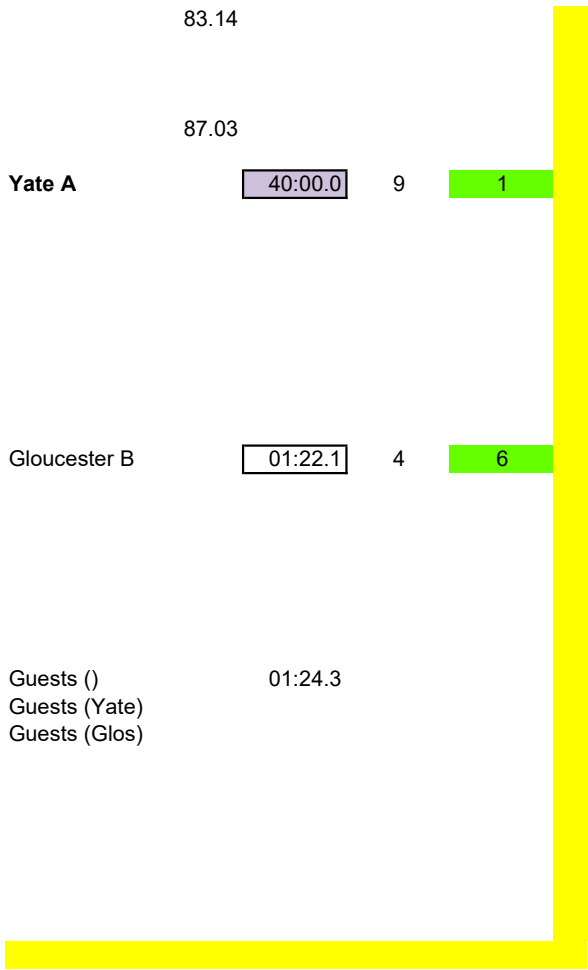 83.14
87.03
Yate A 40:00.0 9 1
Gloucester B 01:22.1 4 6
Guests () 01:24.3
Guests (Yate)
Guests (Glos)